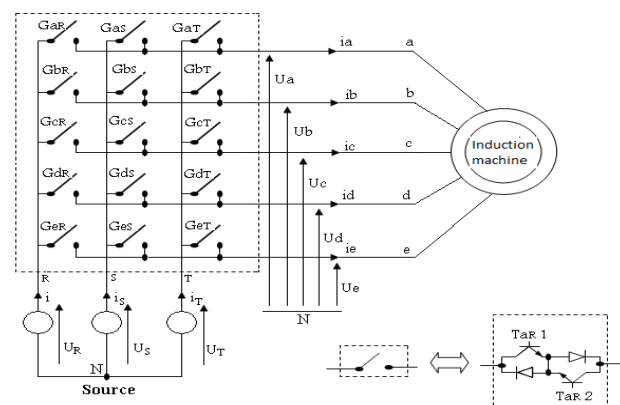 GaR GaS GaT
ia a
GbR GbS GbT
Ua
ib b
GcR GcS GcT
Ub
ic c
Induction
machine
GdR GdS GdT
Uc
id d
GeR GeS GeT
Ud
ie e
R S T
Ue
i iS iT
N
UR US UT
N
Source
TaR 1
TaR 2